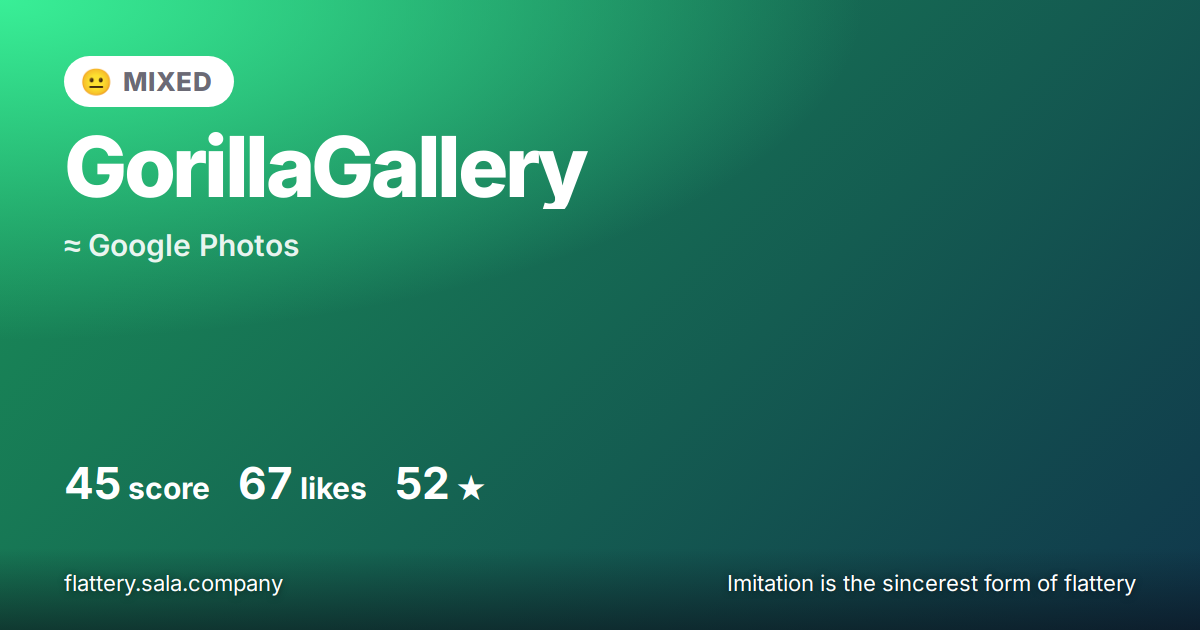 😐 MIXED
GorillaGallery
≈ Google Photos
45 score 67 likes 52 ★
flattery.sala.company
Imitation is the sincerest form of flattery